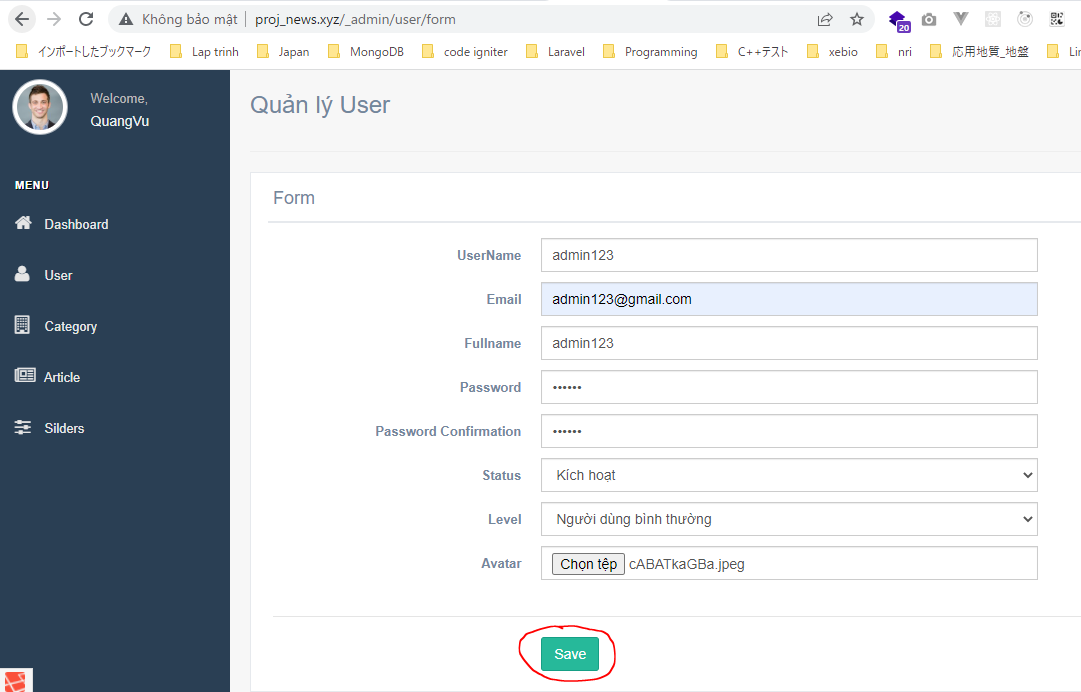 Không bảo mật proj_news.xyz/_admin/user/form 20
インポートしたブックマーク Lap trinh Japan MongoDB code igniter Laravel Programming C++テスト xebio nri 応用地質_地盤 Lin
Welcome,
QuangVu
MENU
Dashboard
User
Category
Article
Silders
Quản lý User
Form
UserName admin123
Email admin123@gmail.com
Fullname admin123
Password ••••••
Password Confirmation ••••••
Status Kích hoạt
Level Người dùng bình thường
Avatar Chọn tệp cABATkaGBa.jpeg
Save